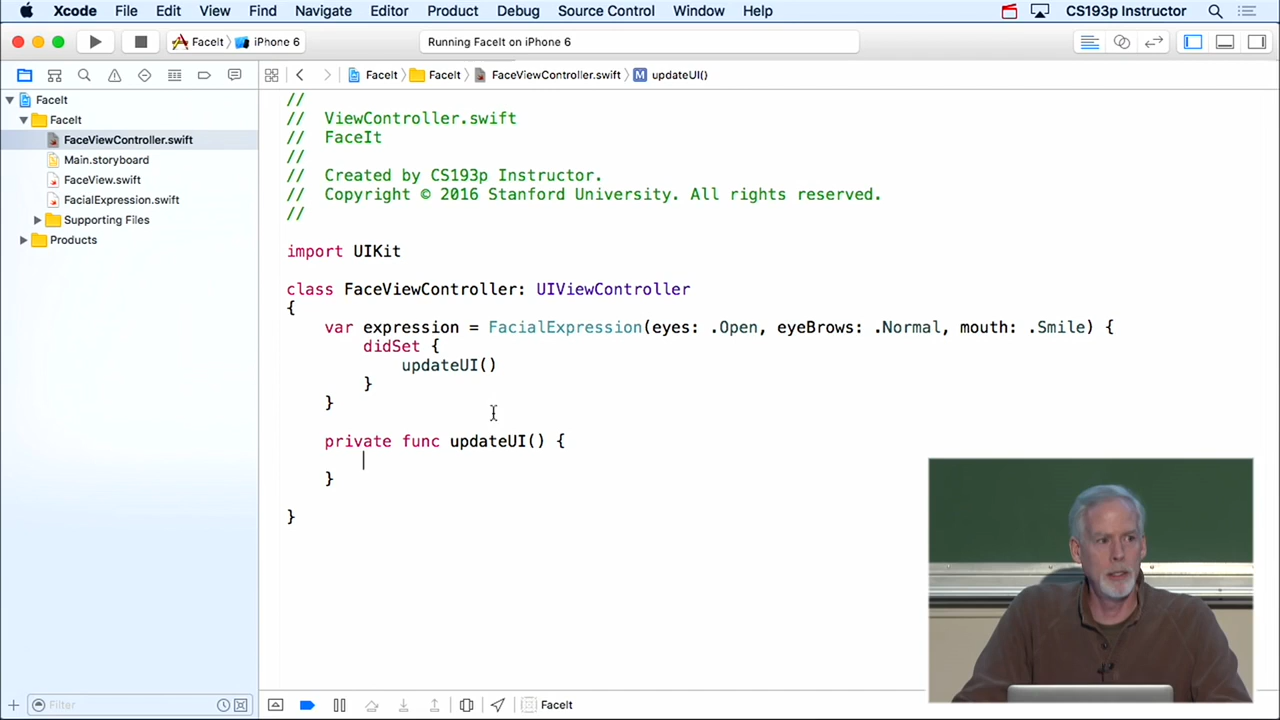 Xcode File Edit View Find Navigate Editor Product Debug Source Control Window Help CS193p Instructor
FaceIt iPhone 6 Running FaceIt on iPhone 6
FaceIt FaceIt FaceViewController.swift M updateUI()
FaceIt
FaceIt
FaceViewController.swift
Main.storyboard
FaceView.swift
FacialExpression.swift
Supporting Files
Products
//
// ViewController.swift
// FaceIt
//
// Created by CS193p Instructor.
// Copyright © 2016 Stanford University. All rights reserved.
//
import UIKit
class FaceViewController: UIViewController
{
var expression = FacialExpression(eyes: .Open, eyeBrows: .Normal, mouth: .Smile) {
didSet {
updateUI()
}
}
private func updateUI() {
}
}
Filter FaceIt